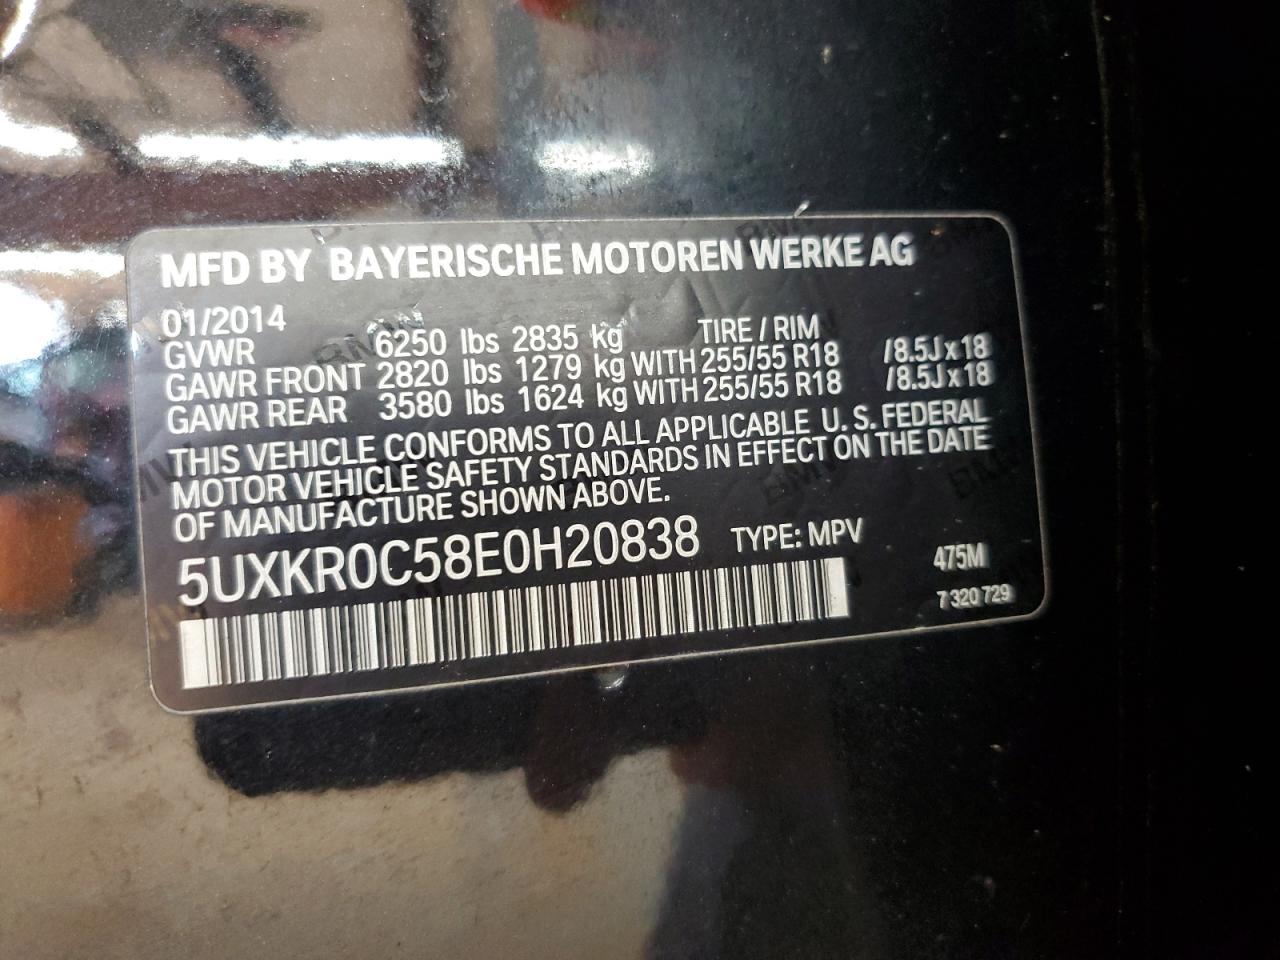 MFD BY BAYERISCHE MOTOREN WERKE AG
01/2014 TIRE / RIM
GVWR 6250 lbs 2835 kg
GAWR FRONT 2820 lbs 1279 kg WITH 255/55 R18 /8.5J x 18
GAWR REAR 3580 lbs 1624 kg WITH 255/55 R18 /8.5J x 18
THIS VEHICLE CONFORMS TO ALL APPLICABLE U. S. FEDERAL
MOTOR VEHICLE SAFETY STANDARDS IN EFFECT ON THE DATE
OF MANUFACTURE SHOWN ABOVE.
5UXKR0C58E0H20838 TYPE: MPV
475M
7 320 729